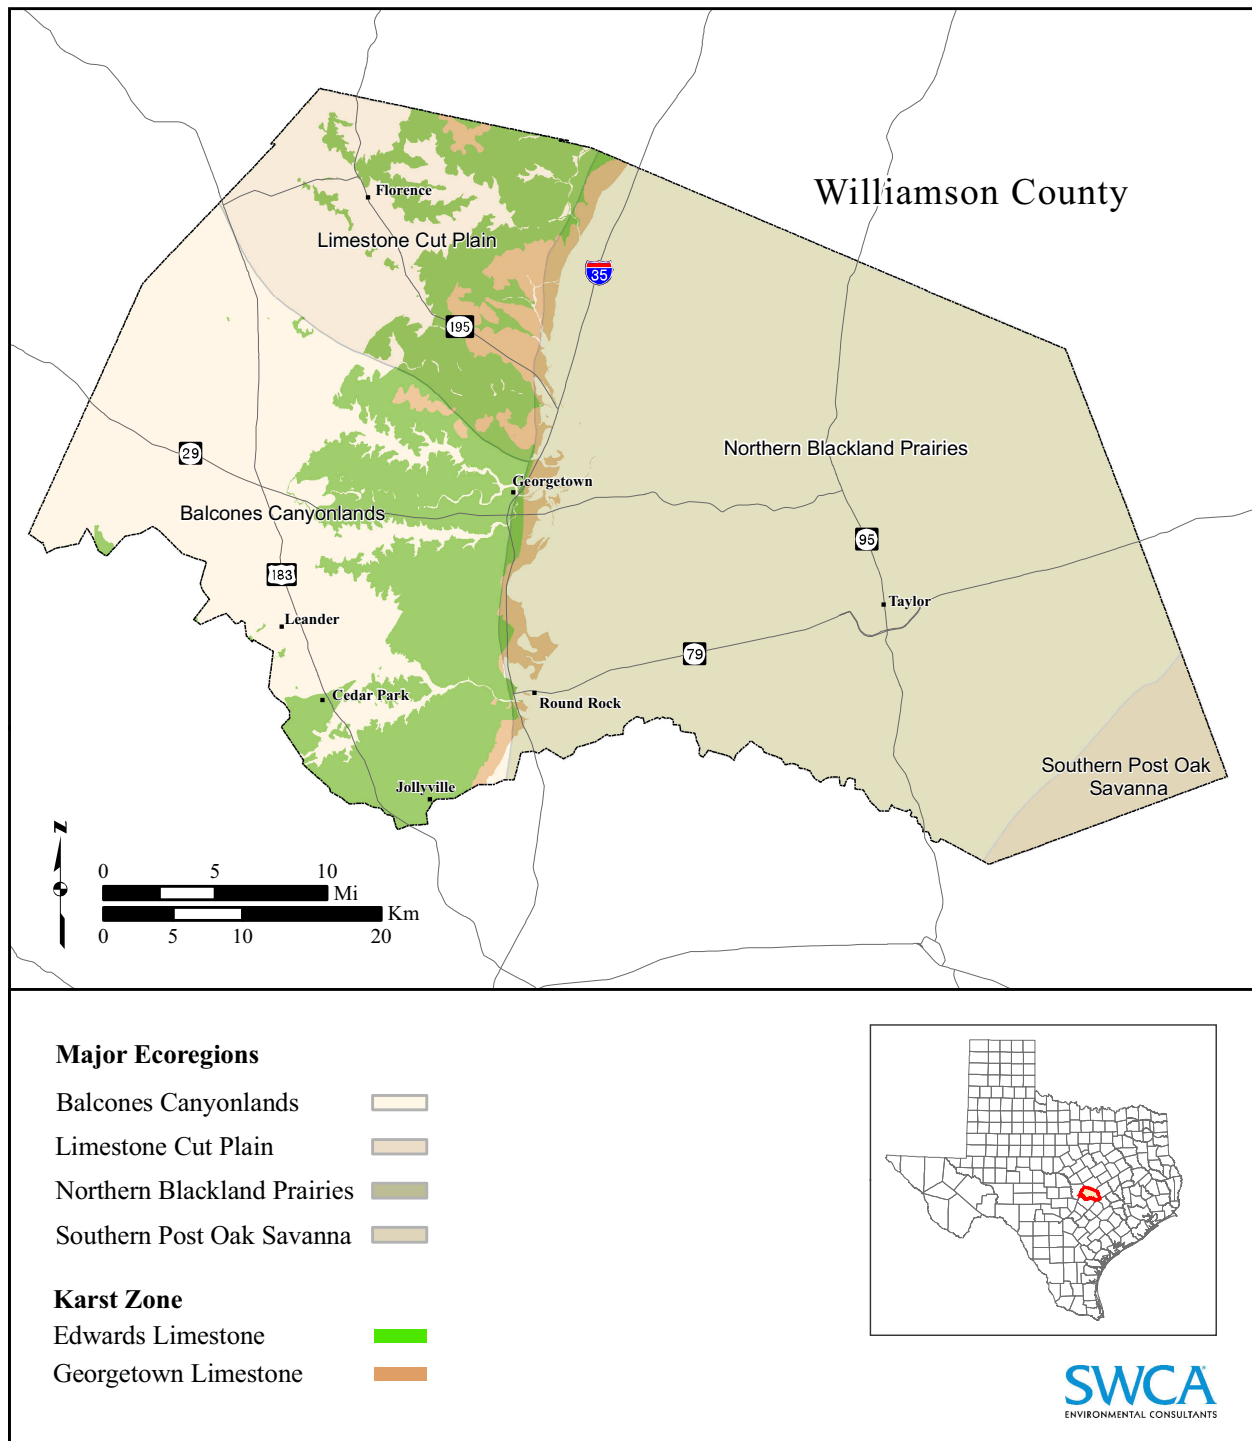 Williamson County
Florence
Limestone Cut Plain
35
195
Northern Blackland Prairies
29
Georgetown
Balcones Canyonlands
95
183
Taylor
Leander
79
Cedar Park
Round Rock
Southern Post Oak
Savanna
Jollyville
N
0 5 10
Mi
Km
0 5 10 20
Major Ecoregions
Balcones Canyonlands
Limestone Cut Plain
Northern Blackland Prairies
Southern Post Oak Savanna
Karst Zone
Edwards Limestone
Georgetown Limestone
SWCA
ENVIRONMENTAL CONSULTANTS